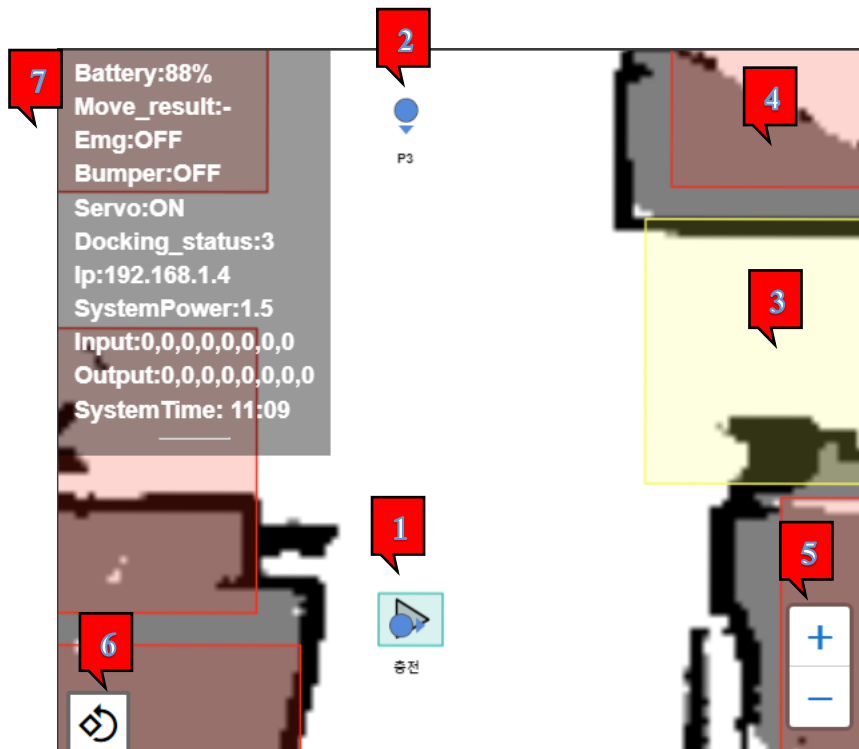 2
7
Battery:88%
Move_result:-
Emg:OFF
Bumper:OFF
Servo:ON
Docking_status:3
Ip:192.168.1.4
SystemPower:1.5
Input:0,0,0,0,0,0,0,0
Output:0,0,0,0,0,0,0,0
SystemTime: 11:09
P3
4
3
1
충전
5
+
−
6